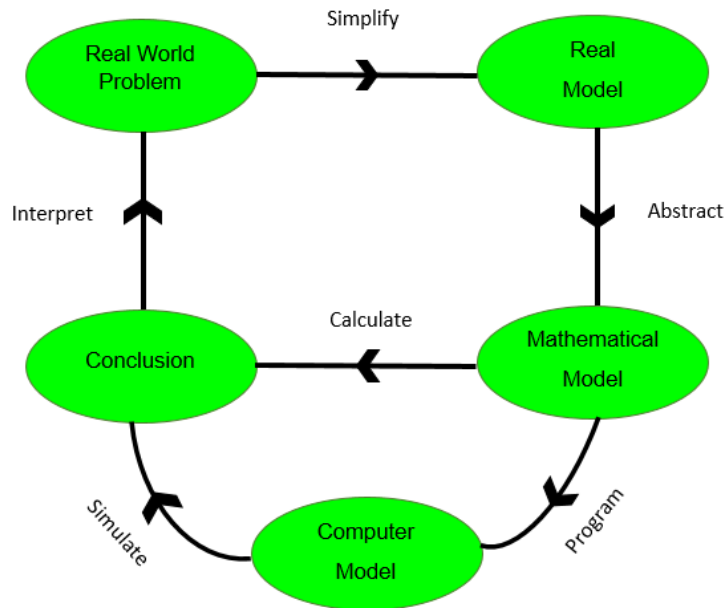 Simplify
Real World
Problem
Real
Model
Interpret
Abstract
Calculate
Conclusion
Mathematical
Model
Simulate
Program
Computer
Model